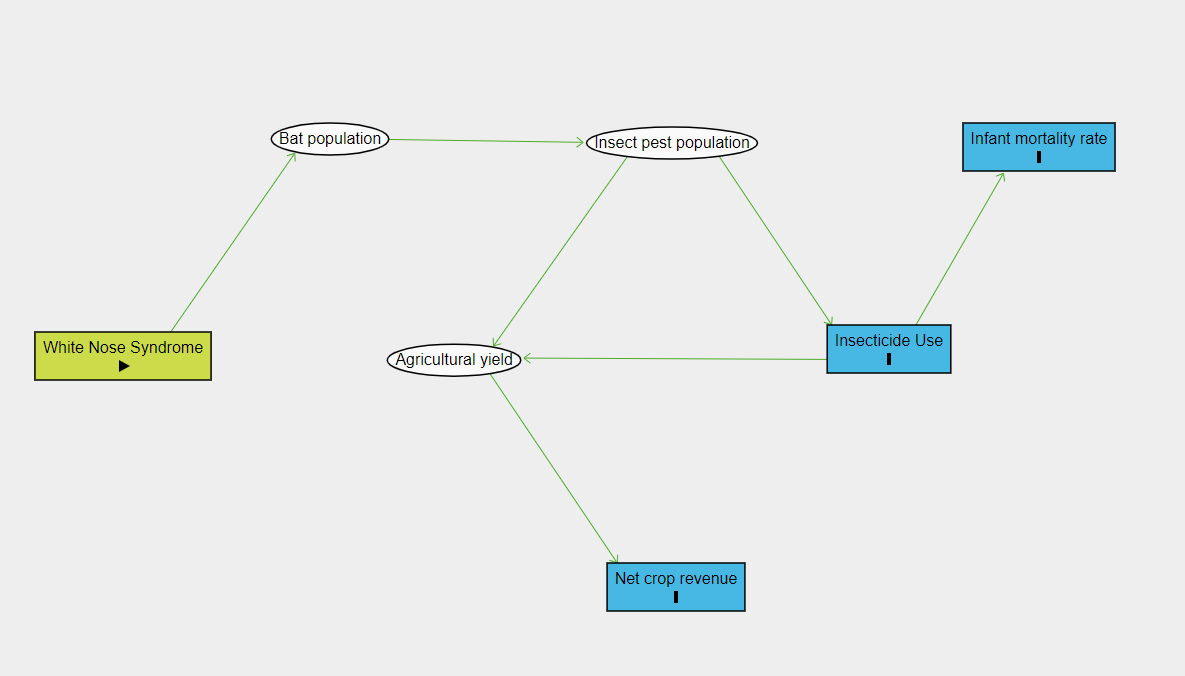 Bat population
Insect pest population
Infant mortality rate
White Nose Syndrome
Insecticide Use
Agricultural yield
Net crop revenue